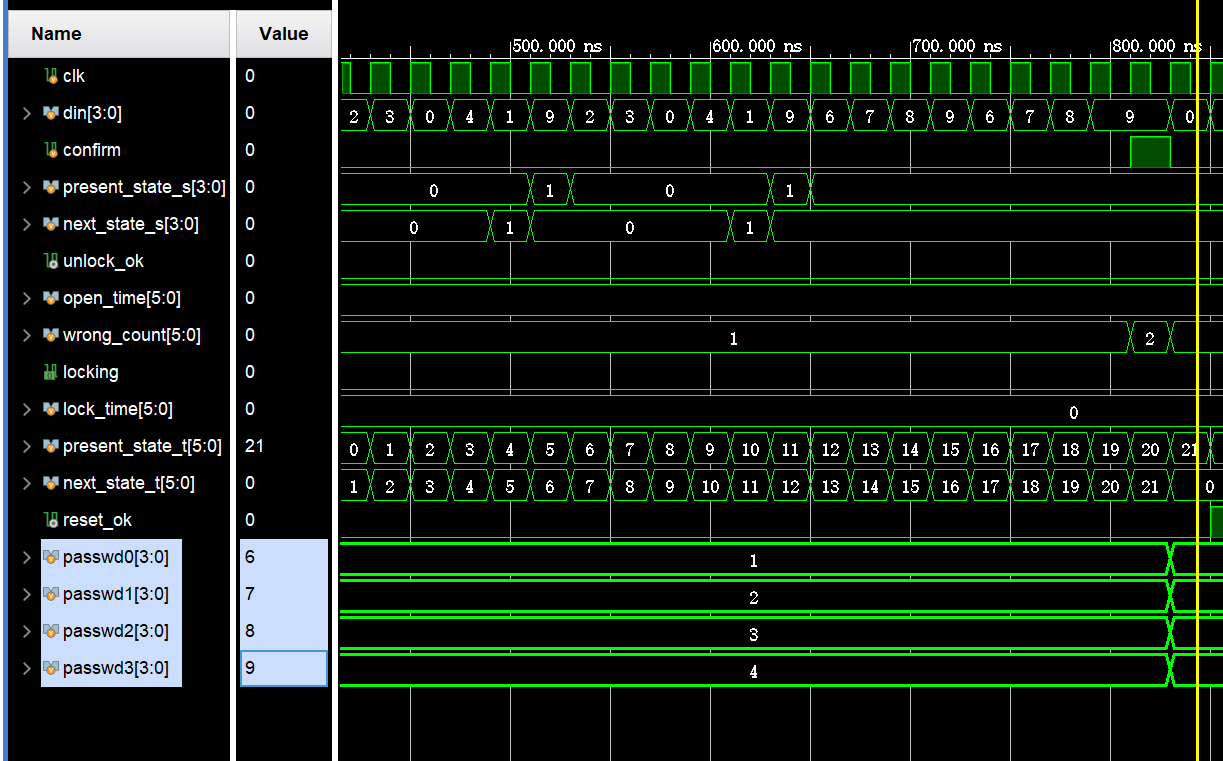 Name Value 500.000 ns 600.000 ns 700.000 ns 800.000 ns
clk 0
din[3:0] 0 2 3 0 4 1 9 2 3 0 4 1 9 6 7 8 9 6 7 8 9 0
confirm 0
present_state_s[3:0] 0 0 1 0 1
next_state_s[3:0] 0 0 1 0 1
unlock_ok 0
open_time[5:0] 0
wrong_count[5:0] 0 1 2
locking 0
lock_time[5:0] 0 0
present_state_t[5:0] 21 0 1 2 3 4 5 6 7 8 9 10 11 12 13 14 15 16 17 18 19 20 21
next_state_t[5:0] 0 1 2 3 4 5 6 7 8 9 10 11 12 13 14 15 16 17 18 19 20 21 0
reset_ok 0
passwd0[3:0] 6 1
passwd1[3:0] 7 2
passwd2[3:0] 8 3
passwd3[3:0] 9 4